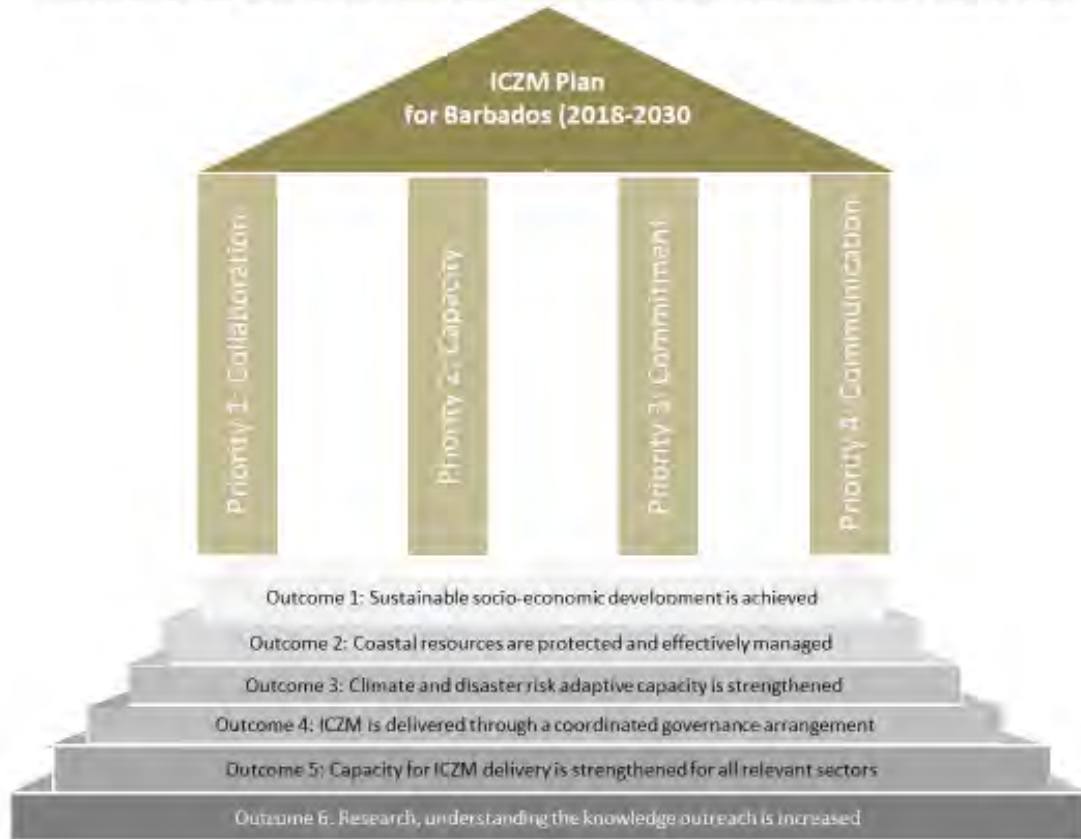 ICZM Plan
for Barbados (2018-2030
Priority 1: Collaboration
Priority 2: Capacity
Priority 3: Commitment
Priority 4: Communication
Outcome 1: Sustainable socio-economic development is achieved
Outcome 2: Coastal resources are protected and effectively managed
Outcome 3: Climate and disaster risk adaptive capacity is strengthened
Outcome 4: ICZM is delivered through a coordinated governance arrangement
Outcome 5: Capacity for ICZM delivery is strengthened for all relevant sectors
Outcome 6: Research, understanding the knowledge outreach is increased